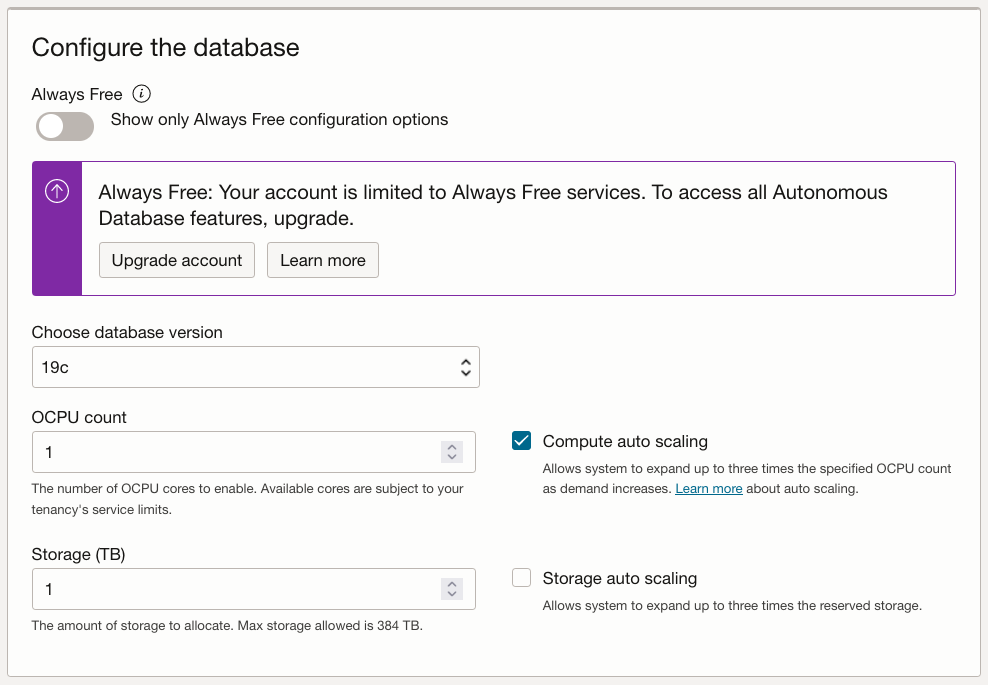 Configure the database
Always Free
Show only Always Free configuration options
Always Free: Your account is limited to Always Free services. To access all Autonomous
Database features, upgrade.
Upgrade account
Learn more
Choose database version
19c
OCPU count
1
The number of OCPU cores to enable. Available cores are subject to your
tenancy's service limits.
Compute auto scaling
Allows system to expand up to three times the specified OCPU count
as demand increases. Learn more about auto scaling.
Storage (TB)
1
The amount of storage to allocate. Max storage allowed is 384 TB.
Storage auto scaling
Allows system to expand up to three times the reserved storage.